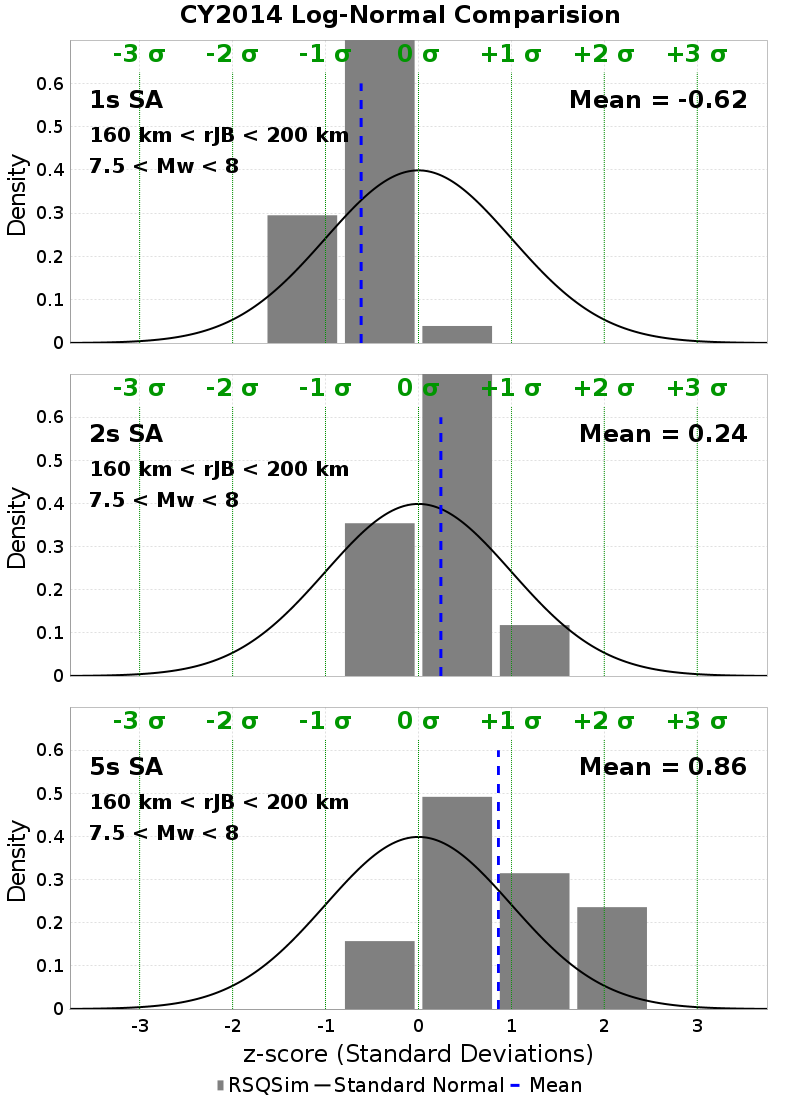 CY2014 Log-Normal Comparision
-3 σ -2 σ -1 σ 0 σ +1 σ +2 σ +3 σ
1s SA Mean = -0.62
160 km < rJB < 200 km
7.5 < Mw < 8
Density
0.6
0.5
0.4
0.3
0.2
0.1
0
-3 σ -2 σ -1 σ 0 σ +1 σ +2 σ +3 σ
2s SA Mean = 0.24
160 km < rJB < 200 km
7.5 < Mw < 8
Density
0.6
0.5
0.4
0.3
0.2
0.1
0
-3 σ -2 σ -1 σ 0 σ +1 σ +2 σ +3 σ
5s SA Mean = 0.86
160 km < rJB < 200 km
7.5 < Mw < 8
Density
0.6
0.5
0.4
0.3
0.2
0.1
0
-3 -2 -1 0 1 2 3
z-score (Standard Deviations)
RSQSim Standard Normal Mean